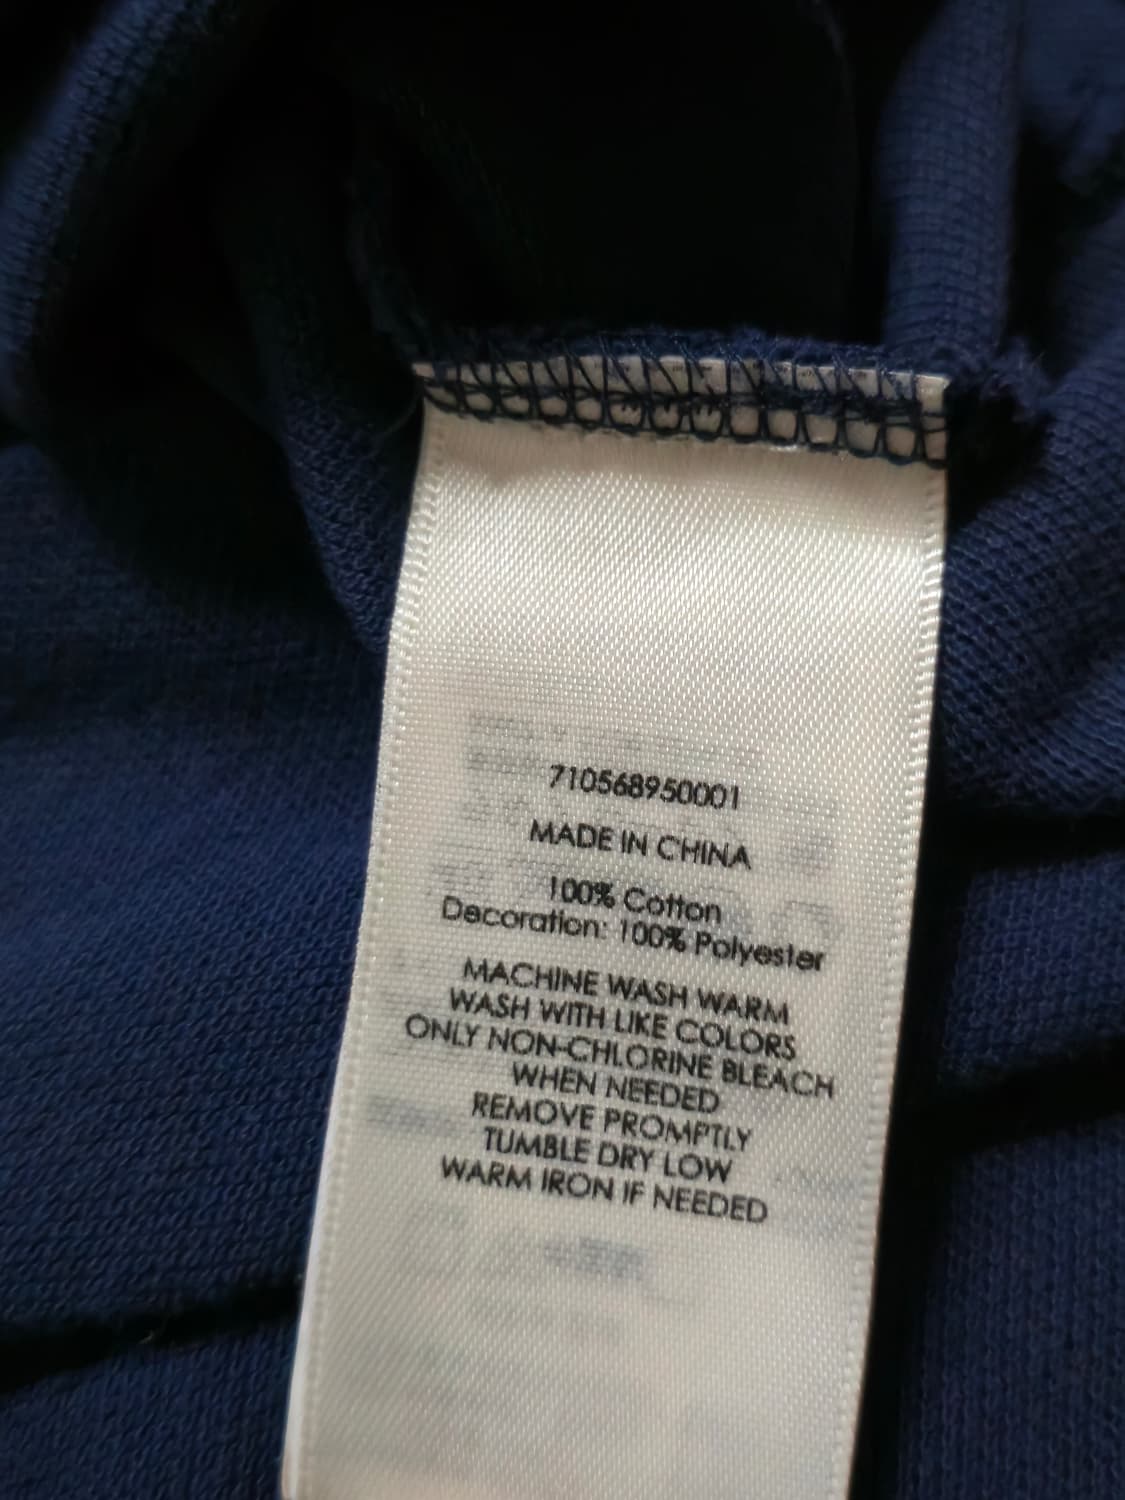 710568950001
MADE IN CHINA
100% Cotton
Decoration: 100% Polyester
MACHINE WASH WARM
WASH WITH LIKE COLORS
ONLY NON-CHLORINE BLEACH
WHEN NEEDED
REMOVE PROMPTLY
TUMBLE DRY LOW
WARM IRON IF NEEDED